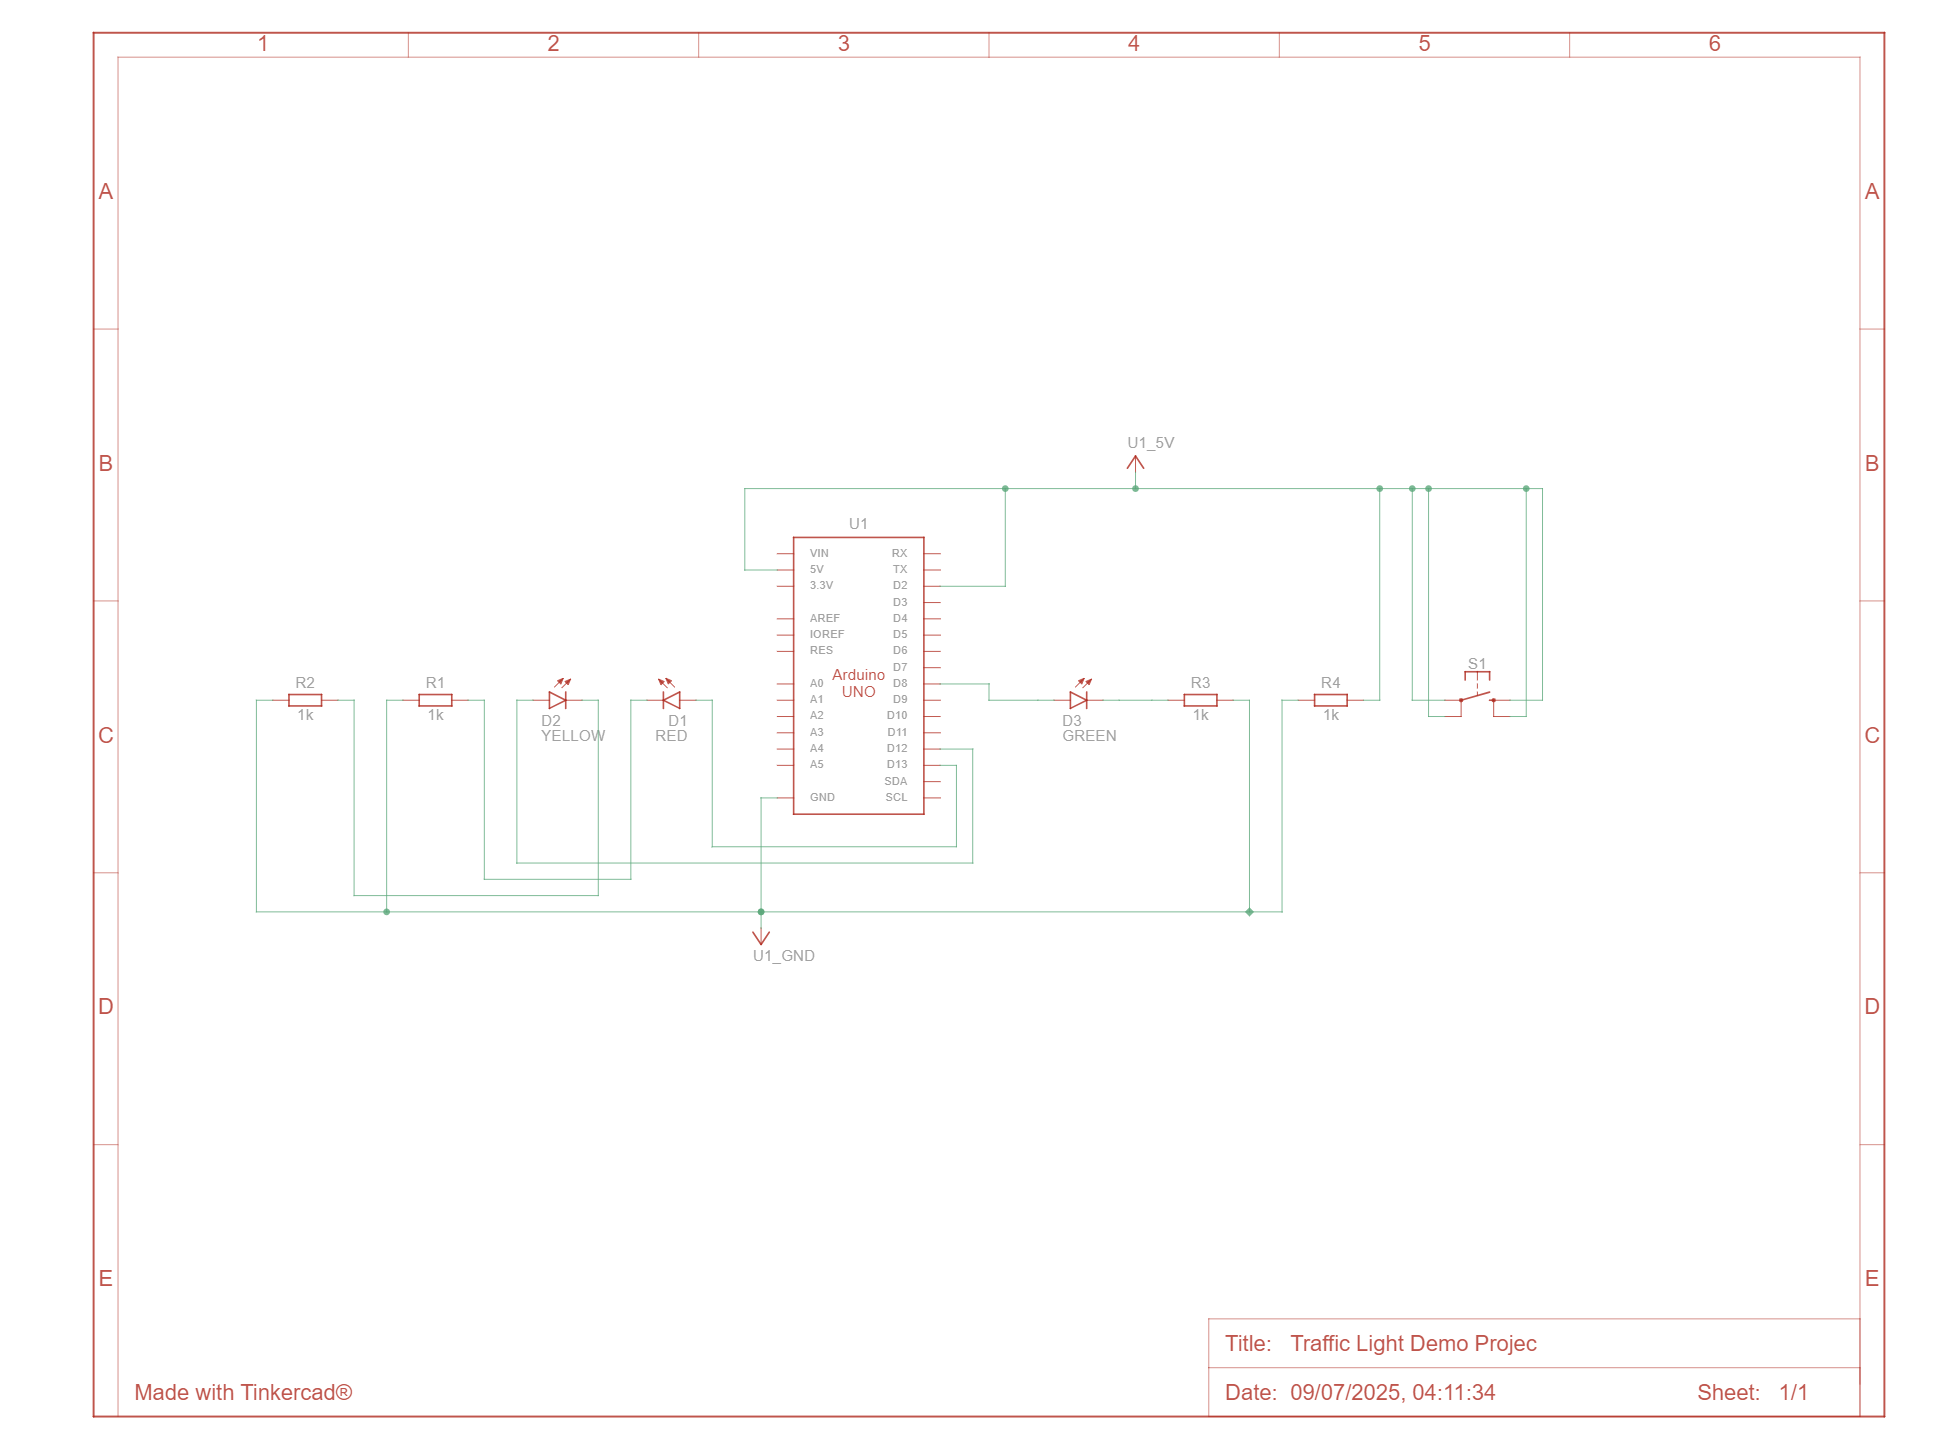 1 2 3 4 5 6
A A
B B
U1_5V
U1
VIN RX
5V TX
3.3V D2
D3
AREF D4
IOREF D5
RES D6
D7
Arduino
UNO
A0 D8
A1 D9
A2 D10
A3 D11
A4 D12
A5 D13
SDA
GND SCL
R2
1k
R1
1k
D2
YELLOW
D1
RED
D3
GREEN
R3
1k
R4
1k
S1
C C
U1_GND
D D
E E
Title: Traffic Light Demo Projec
Made with Tinkercad®
Date: 09/07/2025, 04:11:34 Sheet: 1/1